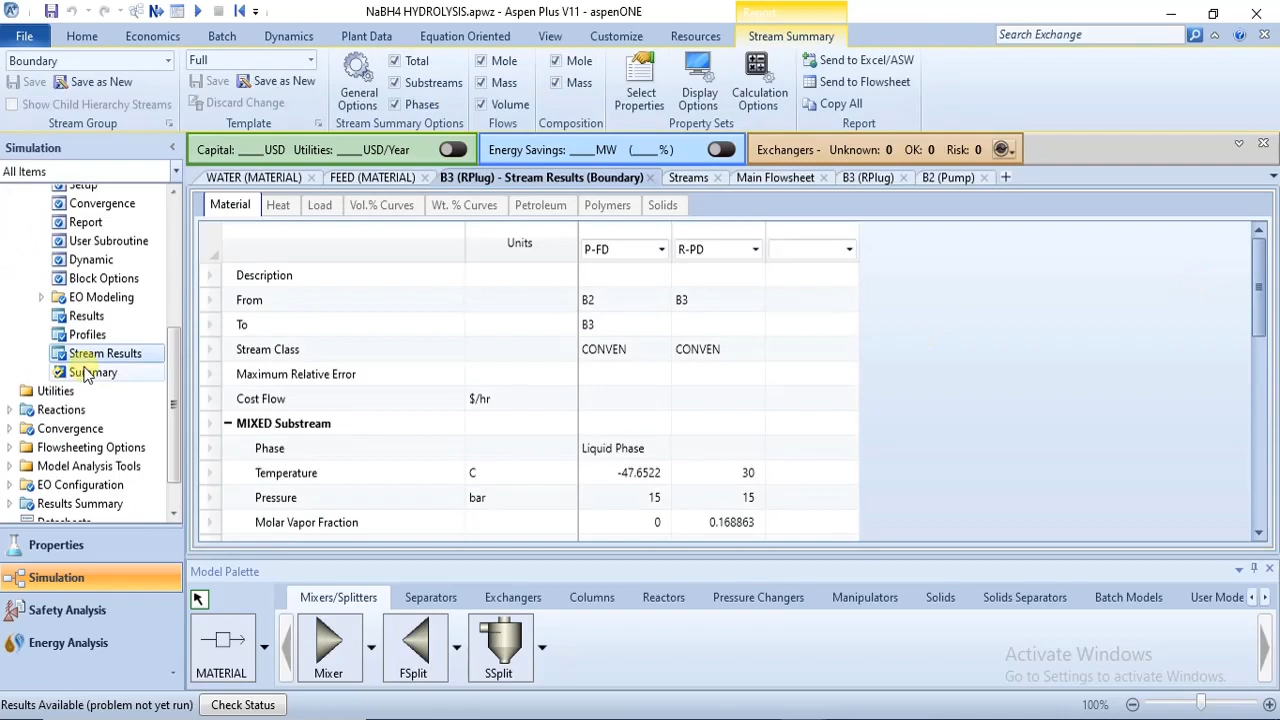 NaBH4 HYDROLYSIS.apwz - Aspen Plus V11 - aspenONE
Report
File Home Economics Batch Dynamics Plant Data Equation Oriented View Customize Resources Stream Summary Search Exchange
Boundary
Save Save as New
Show Child Hierarchy Streams
Stream Group
Full
Save Save as New
Discard Change
Template
General Options
Total
Substreams
Phases
Stream Summary Options
Mole
Mass
Volume
Flows
Mole
Mass
Composition
Select Properties
Display Options
Calculation Options
Property Sets
Send to Excel/ASW
Send to Flowsheet
Copy All
Report
Simulation
All Items
Capital: ____USD Utilities: ____USD/Year
Energy Savings: ____MW (____%)
Exchangers - Unknown: 0 OK: 0 Risk: 0
WATER (MATERIAL) FEED (MATERIAL) B3 (RPlug) - Stream Results (Boundary) Streams Main Flowsheet B3 (RPlug) B2 (Pump) +
Setup
Convergence
Report
User Subroutine
Dynamic
Block Options
EO Modeling
Results
Profiles
Stream Results
Summary
Utilities
Reactions
Convergence
Flowsheeting Options
Model Analysis Tools
EO Configuration
Results Summary
Datasheets
Properties
Simulation
Safety Analysis
Energy Analysis
Material Heat Load Vol.% Curves Wt. % Curves Petroleum Polymers Solids
Units P-FD R-PD
Description
From B2 B3
To B3
Stream Class CONVEN CONVEN
Maximum Relative Error
Cost Flow $/hr
MIXED Substream
Phase Liquid Phase
Temperature C -47.6522 30
Pressure bar 15 15
Molar Vapor Fraction 0 0.168863
Model Palette
Mixers/Splitters Separators Exchangers Columns Reactors Pressure Changers Manipulators Solids Solids Separators Batch Models User Mode
MATERIAL Mixer FSplit SSplit
Activate Windows
Go to Settings to activate Windows.
Results Available (problem not yet run) Check Status 100%